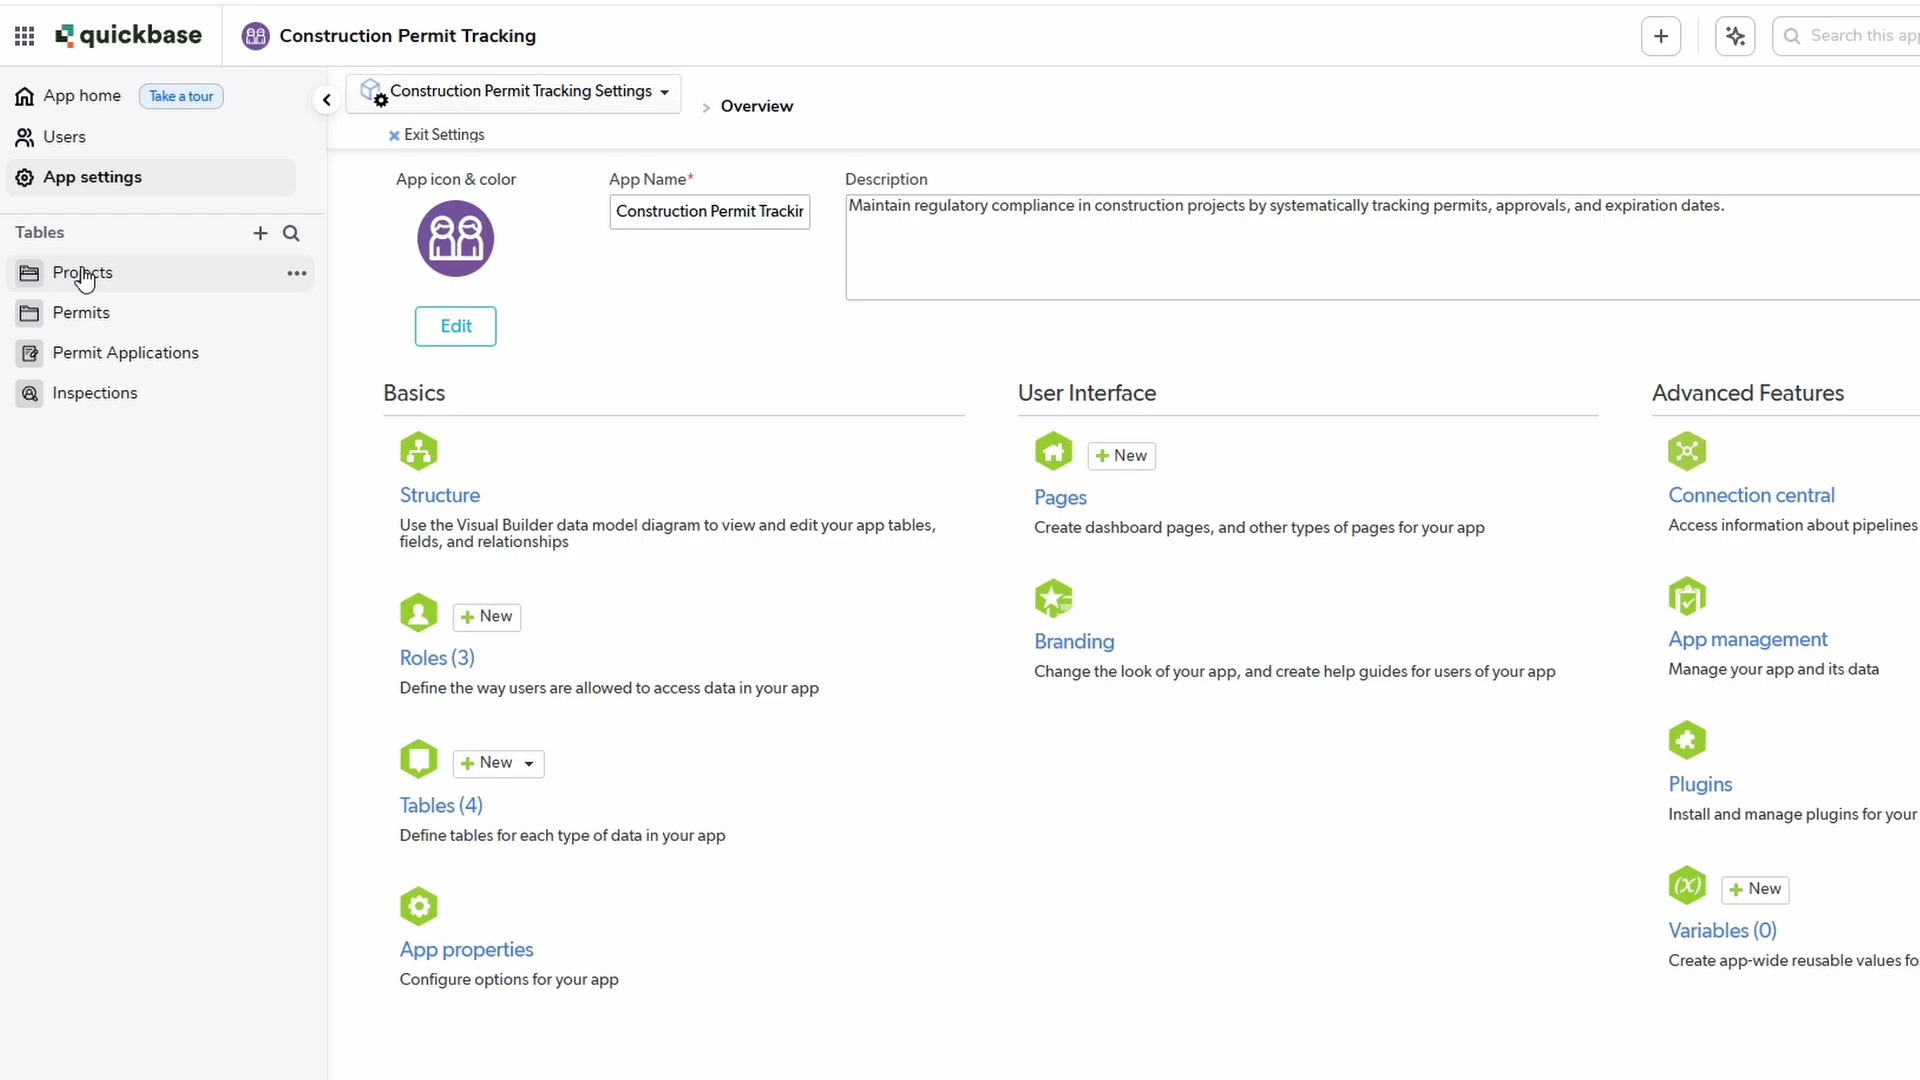 quickbase
Construction Permit Tracking
Search this app
App home
Take a tour
Users
App settings
Tables
Projects
Permits
Permit Applications
Inspections
Construction Permit Tracking Settings
> Overview
Exit Settings
App icon & color
Edit
App Name*
Construction Permit Trackin
Description
Maintain regulatory compliance in construction projects by systematically tracking permits, approvals, and expiration dates.
Basics
Structure
Use the Visual Builder data model diagram to view and edit your app tables,
fields, and relationships
+ New
Roles (3)
Define the way users are allowed to access data in your app
+ New
Tables (4)
Define tables for each type of data in your app
App properties
Configure options for your app
User Interface
+ New
Pages
Create dashboard pages, and other types of pages for your app
Branding
Change the look of your app, and create help guides for users of your app
Advanced Features
Connection central
Access information about pipelines
App management
Manage your app and its data
Plugins
Install and manage plugins for your
(x)
+ New
Variables (0)
Create app-wide reusable values fo